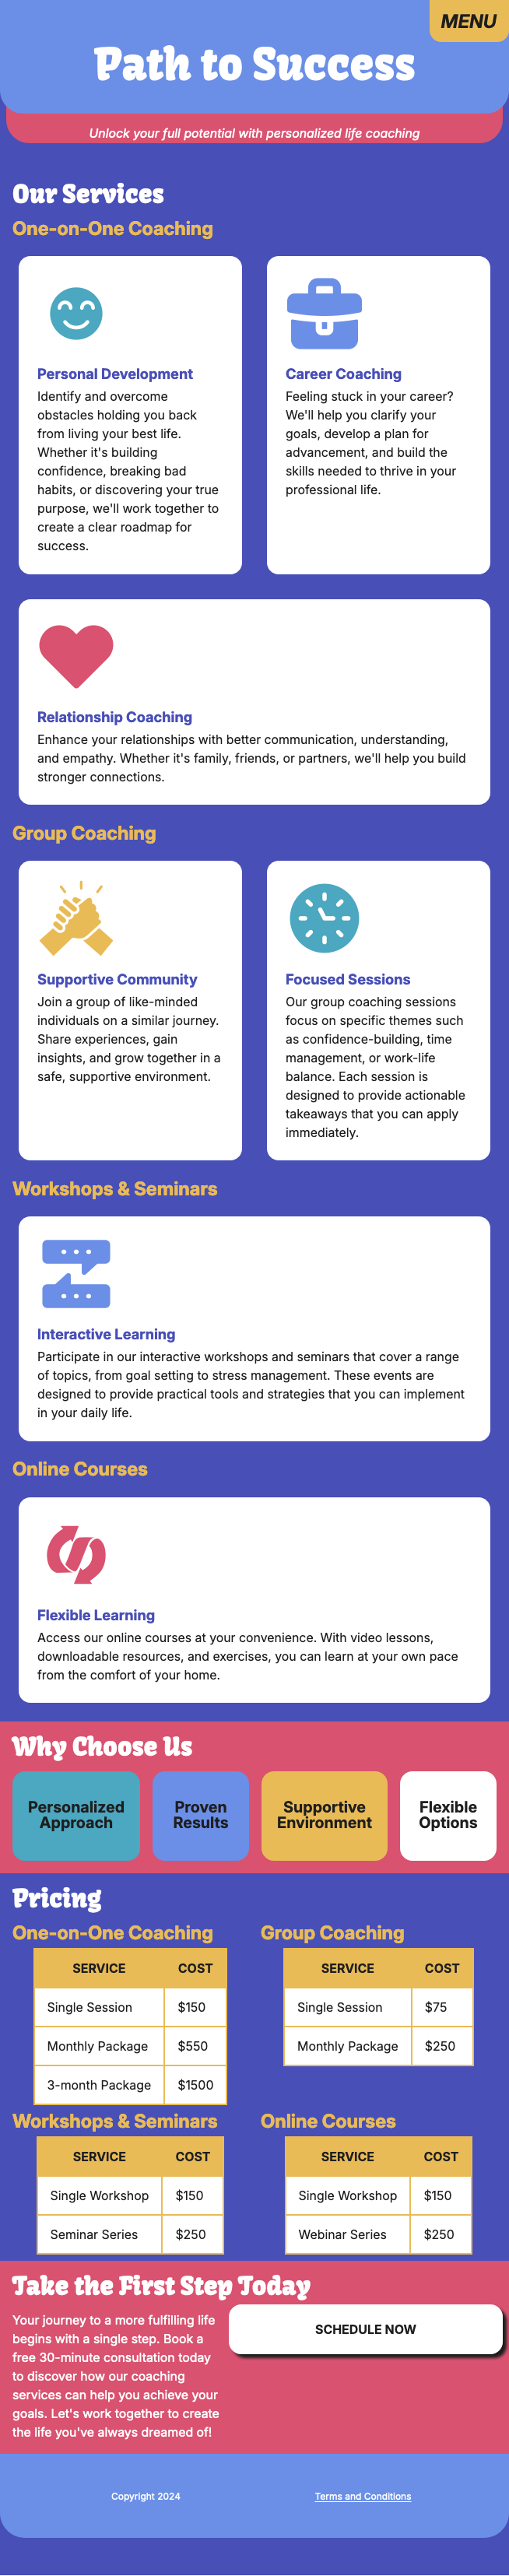 MENU
Path to Success
Unlock your full potential with personalized life coaching
Our Services
One-on-One Coaching
Personal Development
Identify and overcome
obstacles holding you back
from living your best life.
Whether it's building
confidence, breaking bad
habits, or discovering your true
purpose, we'll work together to
create a clear roadmap for
success.
Career Coaching
Feeling stuck in your career?
We'll help you clarify your
goals, develop a plan for
advancement, and build the
skills needed to thrive in your
professional life.
Relationship Coaching
Enhance your relationships with better communication, understanding,
and empathy. Whether it's family, friends, or partners, we'll help you build
stronger connections.
Group Coaching
Supportive Community
Join a group of like-minded
individuals on a similar journey.
Share experiences, gain
insights, and grow together in a
safe, supportive environment.
Focused Sessions
Our group coaching sessions
focus on specific themes such
as confidence-building, time
management, or work-life
balance. Each session is
designed to provide actionable
takeaways that you can apply
immediately.
Workshops & Seminars
Interactive Learning
Participate in our interactive workshops and seminars that cover a range
of topics, from goal setting to stress management. These events are
designed to provide practical tools and strategies that you can implement
in your daily life.
Online Courses
Flexible Learning
Access our online courses at your convenience. With video lessons,
downloadable resources, and exercises, you can learn at your own pace
from the comfort of your home.
Why Choose Us
Personalized
Approach
Proven
Results
Supportive
Environment
Flexible
Options
Pricing
One-on-One Coaching
SERVICE COST
Single Session $150
Monthly Package $550
3-month Package $1500
Group Coaching
SERVICE COST
Single Session $75
Monthly Package $250
Workshops & Seminars
SERVICE COST
Single Workshop $150
Seminar Series $250
Online Courses
SERVICE COST
Single Workshop $150
Webinar Series $250
Take the First Step Today
Your journey to a more fulfilling life
begins with a single step. Book a
free 30-minute consultation today
to discover how our coaching
services can help you achieve your
goals. Let's work together to create
the life you've always dreamed of!
SCHEDULE NOW
Copyright 2024
Terms and Conditions